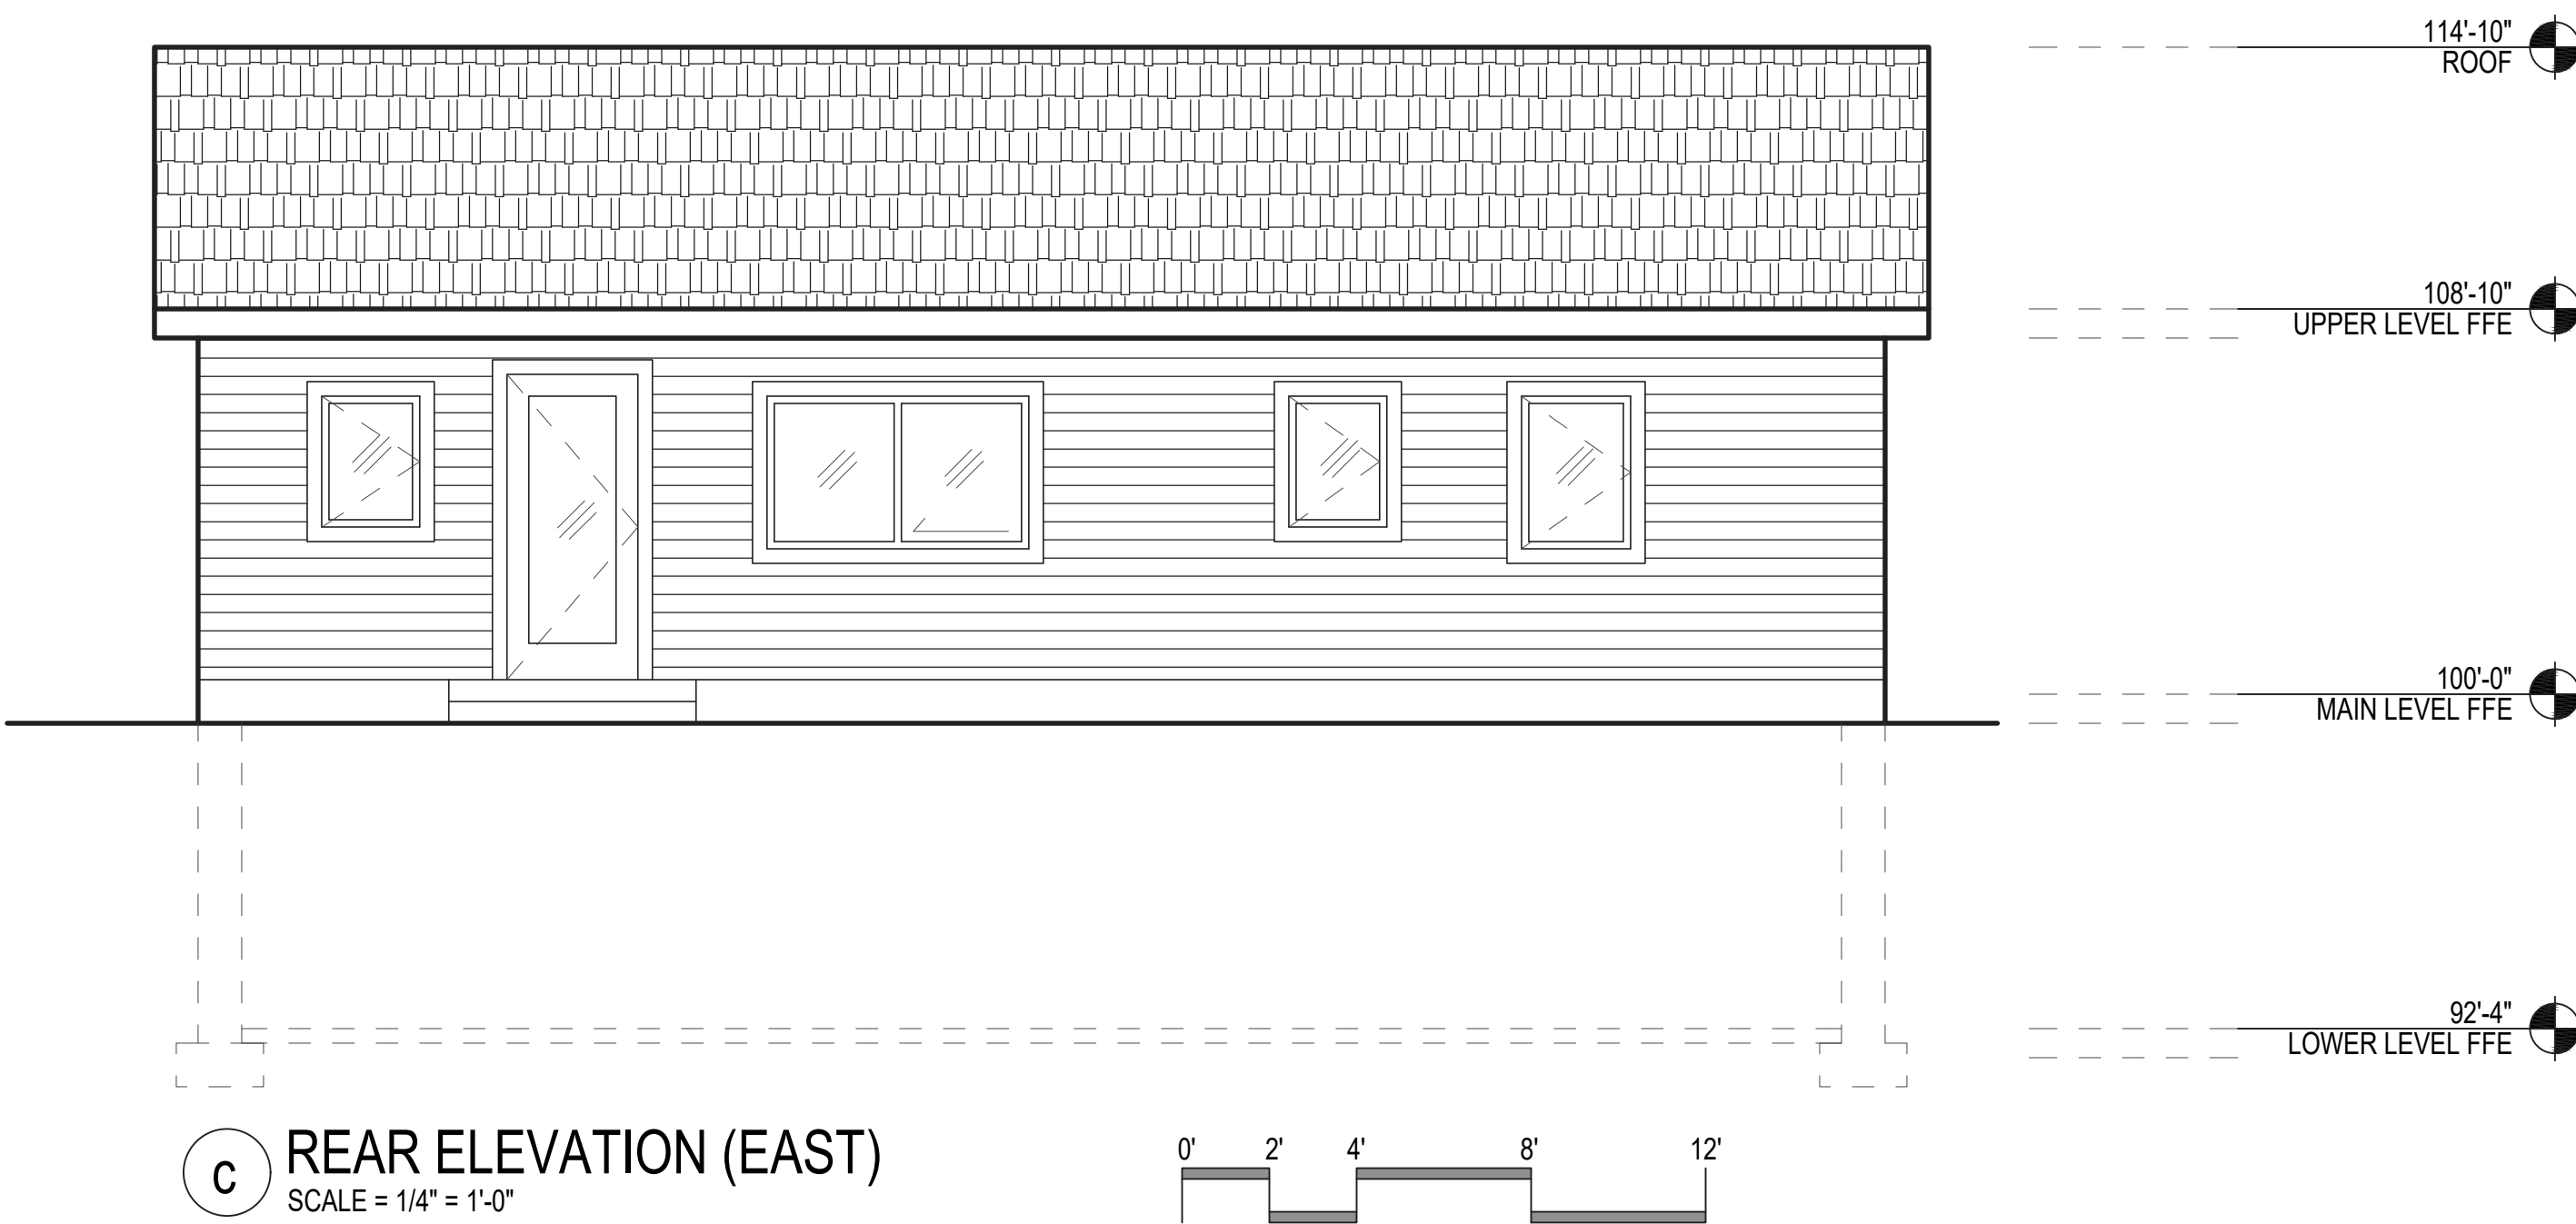 114'-10"
ROOF
108'-10"
UPPER LEVEL FFE
100'-0"
MAIN LEVEL FFE
92'-4"
LOWER LEVEL FFE
C REAR ELEVATION (EAST)
SCALE = 1/4" = 1'-0"
0' 2' 4' 8' 12'